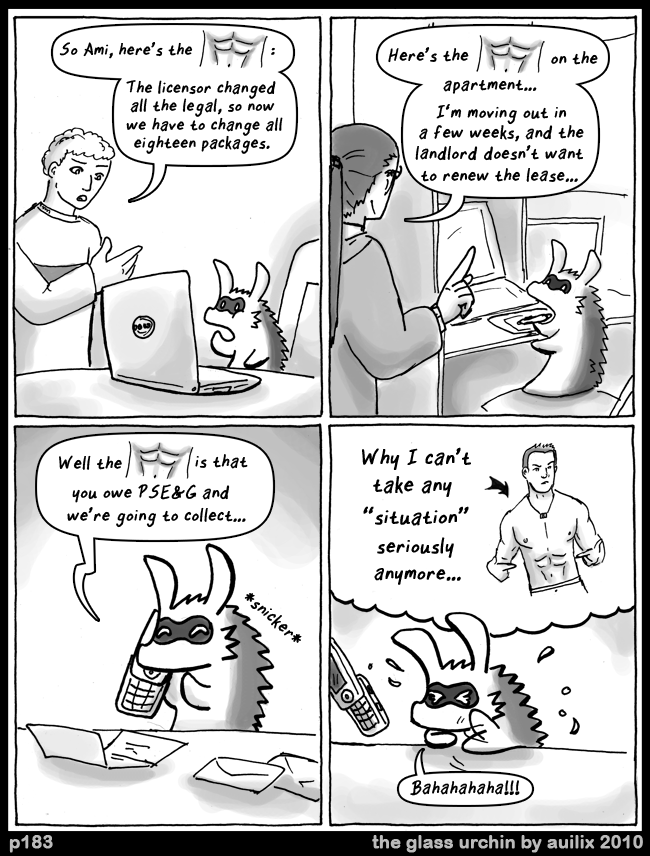 So Ami, here's the :
The licensor changed
all the legal, so now
we have to change all
eighteen packages.
Here's the on the
apartment...
I'm moving out in
a few weeks, and the
landlord doesn't want
to renew the lease...
Well the is that
you owe PSE&G and
we're going to collect...
*snicker*
Why I can't
take any
"situation"
seriously
anymore...
Bahahahaha!!!
p183
the glass urchin by auilix 2010